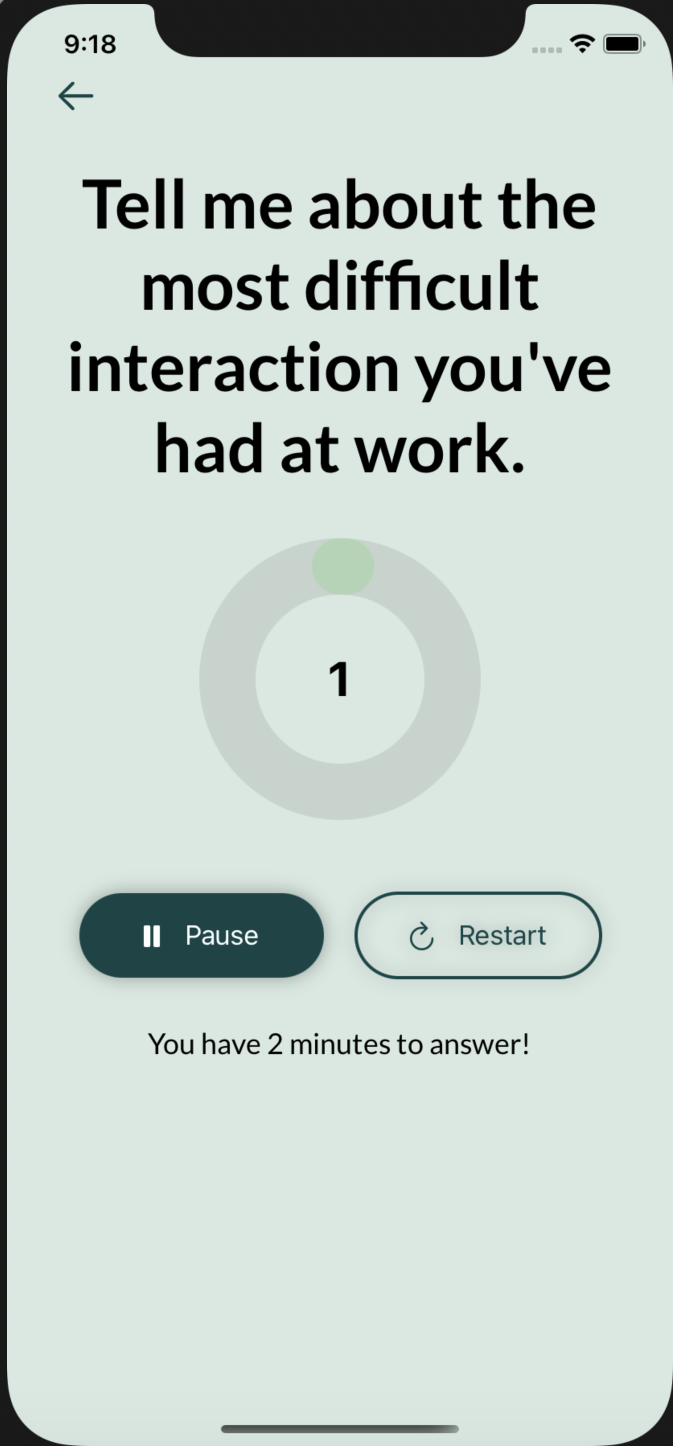 9:18
Tell me about the
most difficult
interaction you've
had at work.
1
Pause
Restart
You have 2 minutes to answer!